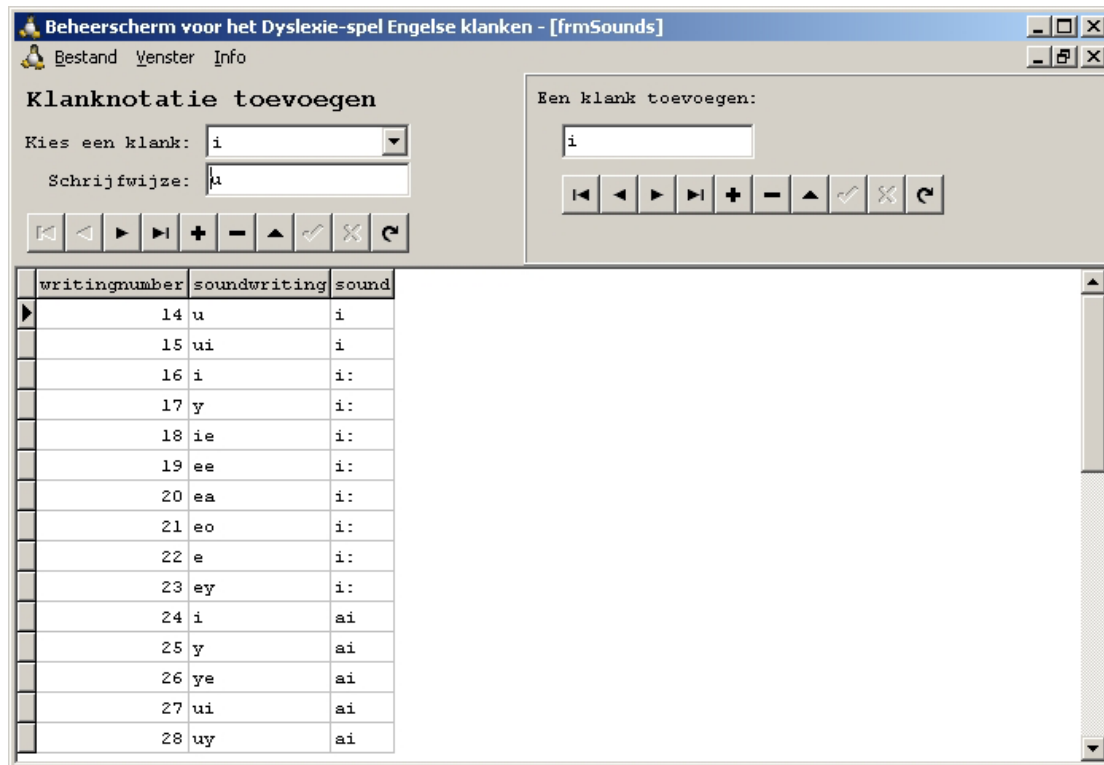 Beheerscherm voor het Dyslexie-spel Engelse klanken - [frmSounds]
Bestand Venster Info
Klanknotatie toevoegen
Kies een klank: i
Schrijfwijze: u
Een klank toevoegen:
i
writingnumber soundwriting sound
14 u i
15 ui i
16 i i:
17 y i:
18 ie i:
19 ee i:
20 ea i:
21 eo i:
22 e i:
23 ey i:
24 i ai
25 y ai
26 ye ai
27 ui ai
28 uy ai